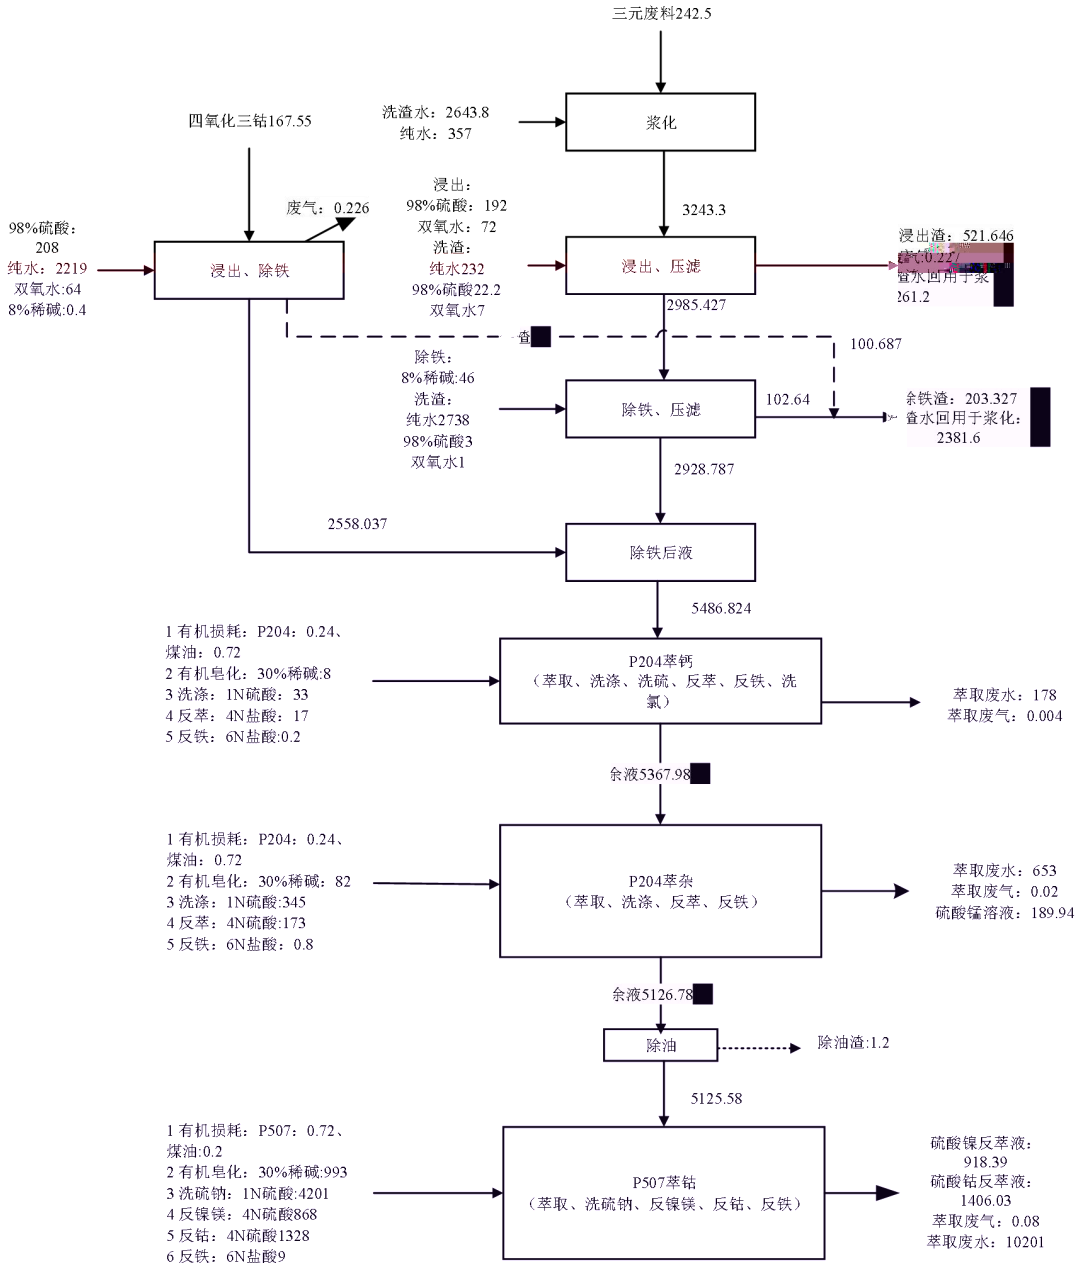 三元废料242.5
洗渣水：2643.8
纯水：357
浆化
四氧化三钴167.55
废气：0.226
98%硫酸：
208
纯水：2219
双氧水:64
8%稀碱:0.4
浸出、除铁
浸出：
98%硫酸：192
双氧水：72
洗渣：
纯水232
98%硫酸22.2
双氧水7
3243.3
浸出、压滤
浸出渣：521.646
气:0.227
渣水回用于浆
261.2
2985.427
渣
100.687
除铁：
8%稀碱:46
洗渣：
纯水2738
98%硫酸3
双氧水1
除铁、压滤
102.64
除铁渣：203.327
渣水回用于浆化：
2381.6
2928.787
2558.037
除铁后液
5486.824
1 有机损耗：P204：0.24、
煤油：0.72
2 有机皂化：30%稀碱:8
3 洗涤：1N硫酸：33
4 反萃：4N盐酸：17
5 反铁：6N盐酸:0.2
P204萃钙
（萃取、洗涤、洗硫、反萃、反铁、洗
氯）
萃取废水：178
萃取废气：0.004
余液5367.98
1 有机损耗：P204：0.24、
煤油：0.72
2 有机皂化：30%稀碱：82
3 洗涤：1N硫酸:345
4 反萃：4N硫酸:173
5 反铁：6N盐酸：0.8
P204萃杂
（萃取、洗涤、反萃、反铁）
萃取废水：653
萃取废气：0.02
硫酸锰溶液：189.94
余液5126.78
除油
除油渣:1.2
5125.58
1 有机损耗：P507：0.72、
煤油:0.2
2 有机皂化：30%稀碱:993
3 洗硫钠：1N硫酸:4201
4 反镍镁：4N硫酸868
5 反钴：4N硫酸1328
6 反铁：6N盐酸9
P507萃钴
（萃取、洗硫钠、反镍镁、反钴、反铁）
硫酸镍反萃液：
918.39
硫酸钴反萃液：
1406.03
萃取废气：0.08
萃取废水：10201